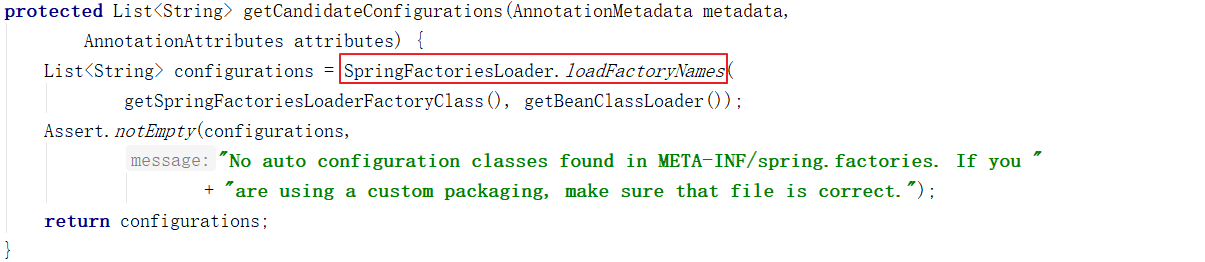 protected List<String> getCandidateConfigurations(AnnotationMetadata metadata,
        AnnotationAttributes attributes) {
    List<String> configurations = SpringFactoriesLoader.loadFactoryNames(
            getSpringFactoriesLoaderFactoryClass(), getBeanClassLoader());
    Assert.notEmpty(configurations,
            message: "No auto configuration classes found in META-INF/spring.factories. If you "
                    + "are using a custom packaging, make sure that file is correct.");
    return configurations;
}